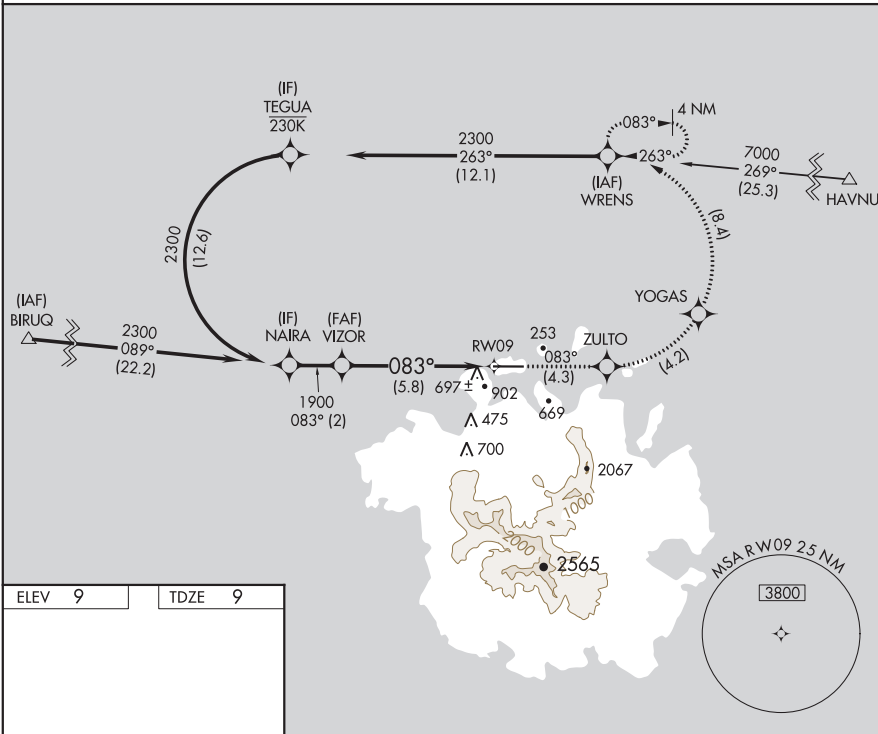 (IF)
TEGUA
230K
083°
4 NM
2300
263°
(12.1)
263°
7000
269°
(25.3)
(IAF)
WRENS
HAVNU
2300
(12.6)
(8.4)
(IAF)
BIRUQ
2300
089°
(22.2)
(IF)
NAIRA
(FAF)
VIZOR
YOGAS
RW09
253
ZULTO
083°
(5.8)
083°
(4.3)
(4.2)
1900
083° (2)
697 ±
902
669
475
700
2067
1000
2000
2565
MSA RW09 25 NM
3800
ELEV 9
TDZE 9